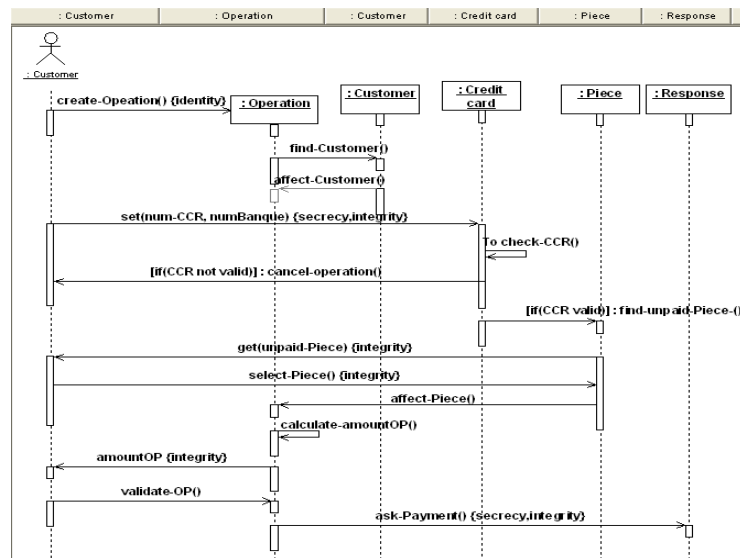 : Customer : Operation : Customer : Credit card : Piece : Response
: Customer
: Operation
: Customer
: Credit
card
: Piece
: Response
create-Opeation() {identity}
find-Customer()
affect-Customer()
set(num-CCR, numBanque) {secrecy,integrity}
To check-CCR()
[if(CCR not valid)] : cancel-operation()
[if(CCR valid)] : find-unpaid-Piece-()
get(unpaid-Piece) {integrity}
select-Piece() {integrity}
affect-Piece()
calculate-amountOP()
amountOP {integrity}
validate-OP()
ask-Payment() {secrecy,integrity}